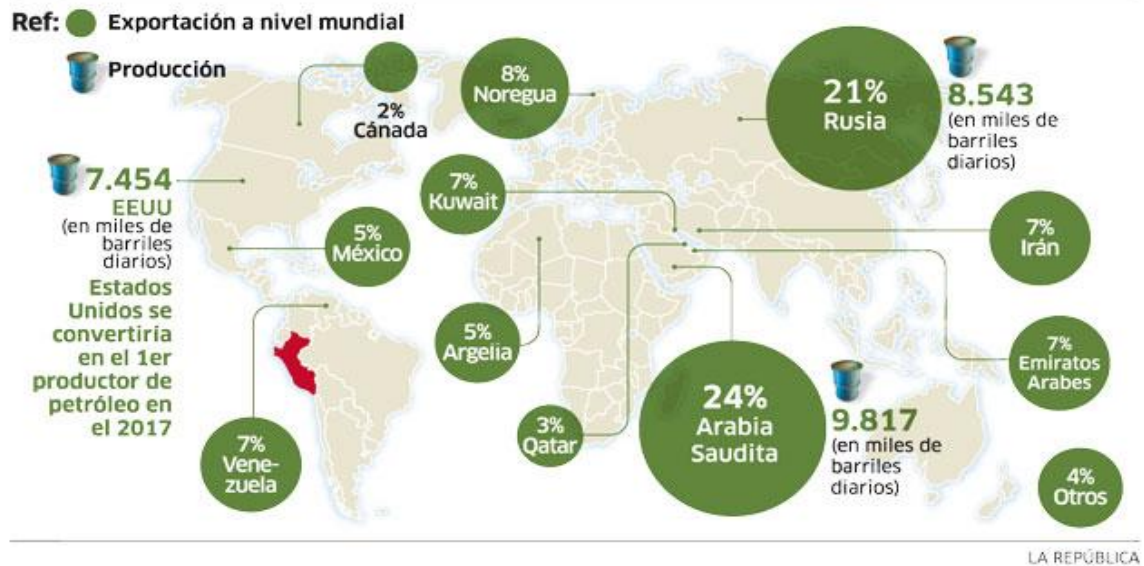 Ref: Exportación a nivel mundial
Producción
2%
Cánada
8%
Noregua
21%
Rusia
8.543
(en miles de
barriles
diarios)
7.454
EEUU
(en miles de
barriles
diarios)
Estados
Unidos se
convertiría
en el 1er
productor de
petróleo en
el 2017
5%
México
7%
Kuwait
7%
Irán
5%
Argelia
7%
Emiratos
Arabes
7%
Vene-
zuela
3%
Qatar
24%
Arabia
Saudita
9.817
(en miles de
barriles
diarios)
4%
Otros
LA REPÚBLICA